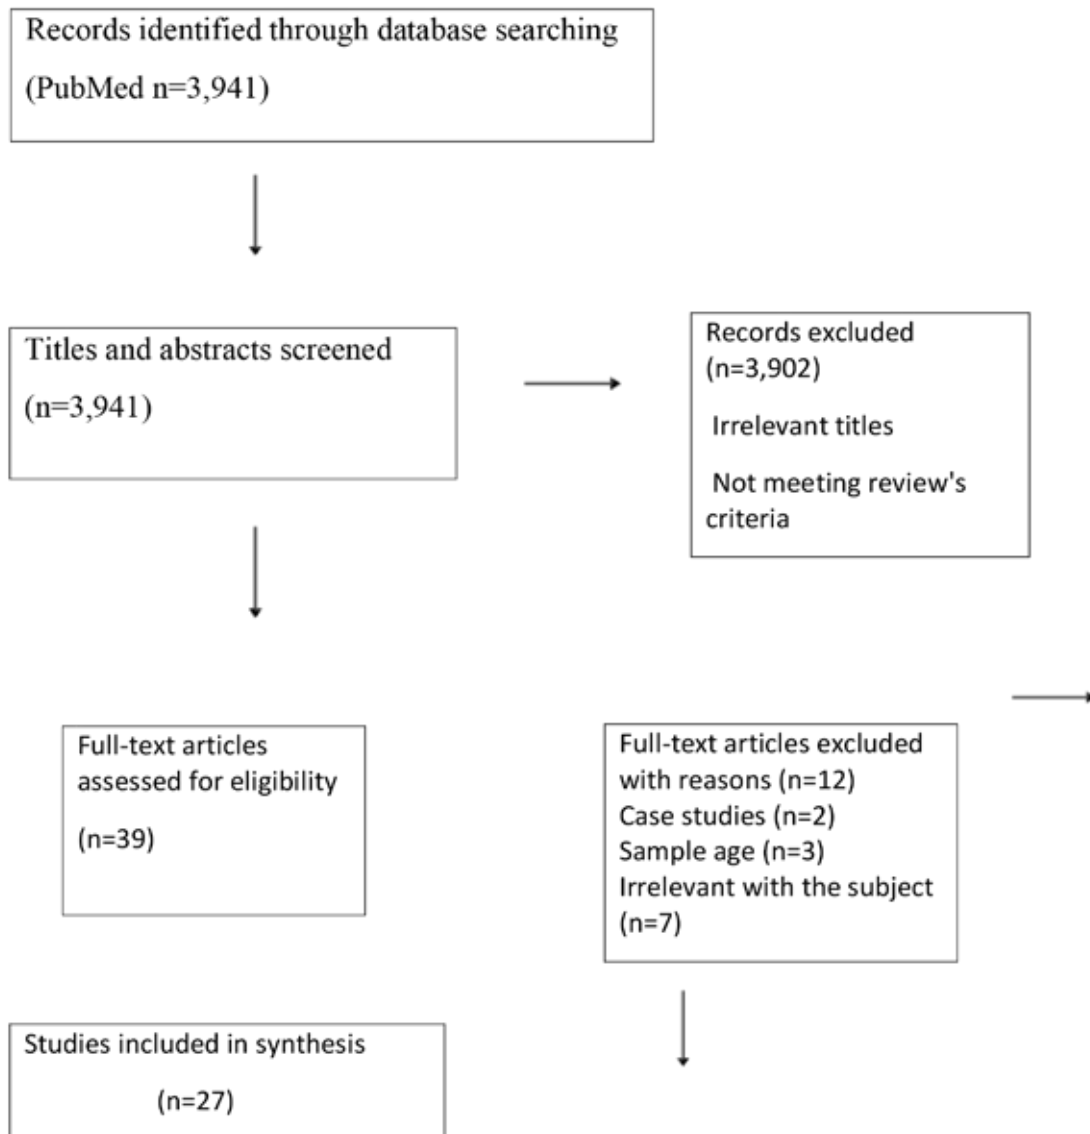 Records identified through database searching
(PubMed n=3,941)
Titles and abstracts screened
(n=3,941)
Records excluded
(n=3,902)
Irrelevant titles
Not meeting review's
criteria
Full-text articles
assessed for eligibility
(n=39)
Full-text articles excluded
with reasons (n=12)
Case studies (n=2)
Sample age (n=3)
Irrelevant with the subject
(n=7)
Studies included in synthesis
(n=27)